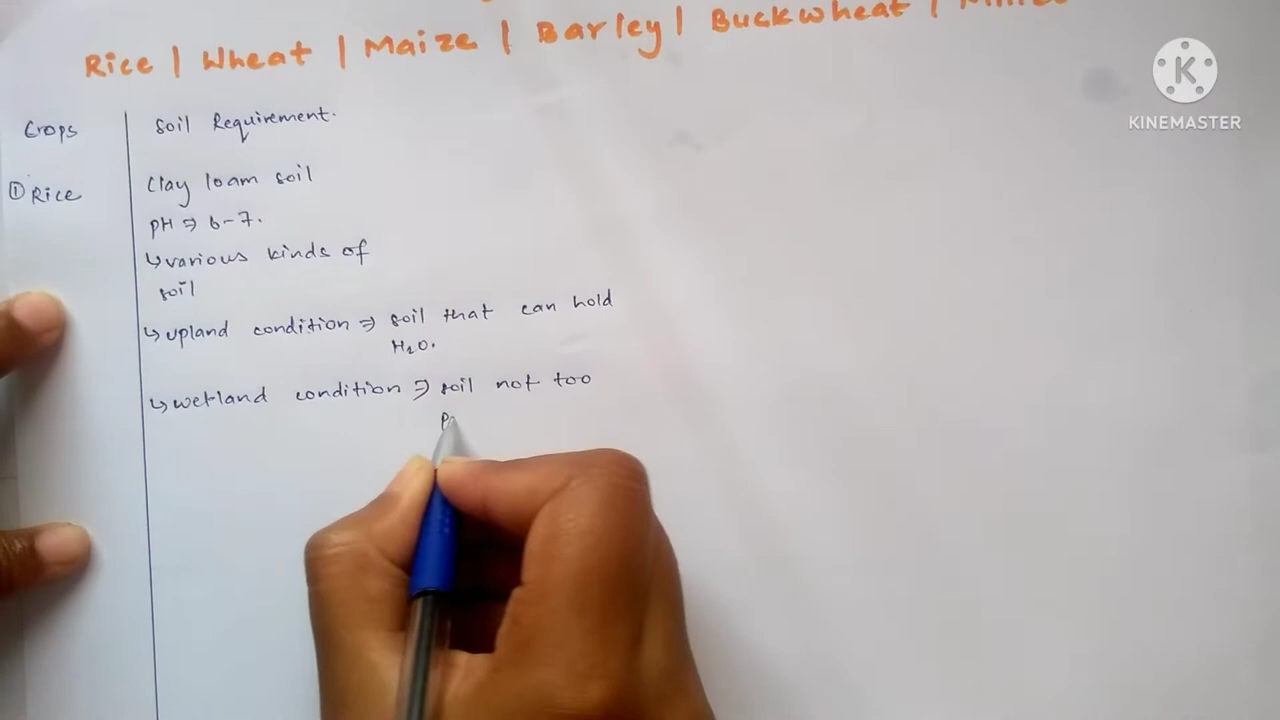 Rice | Wheat | Maize | Barley | Buckwheat |
KINEMASTER
Crops
Soil Requirement.
① Rice
Clay loam soil
pH ⇒ 6-7.
↳ various kinds of
soil
↳ upland condition ⇒ soil that can hold
H₂O.
↳ wetland condition ⇒ soil not too